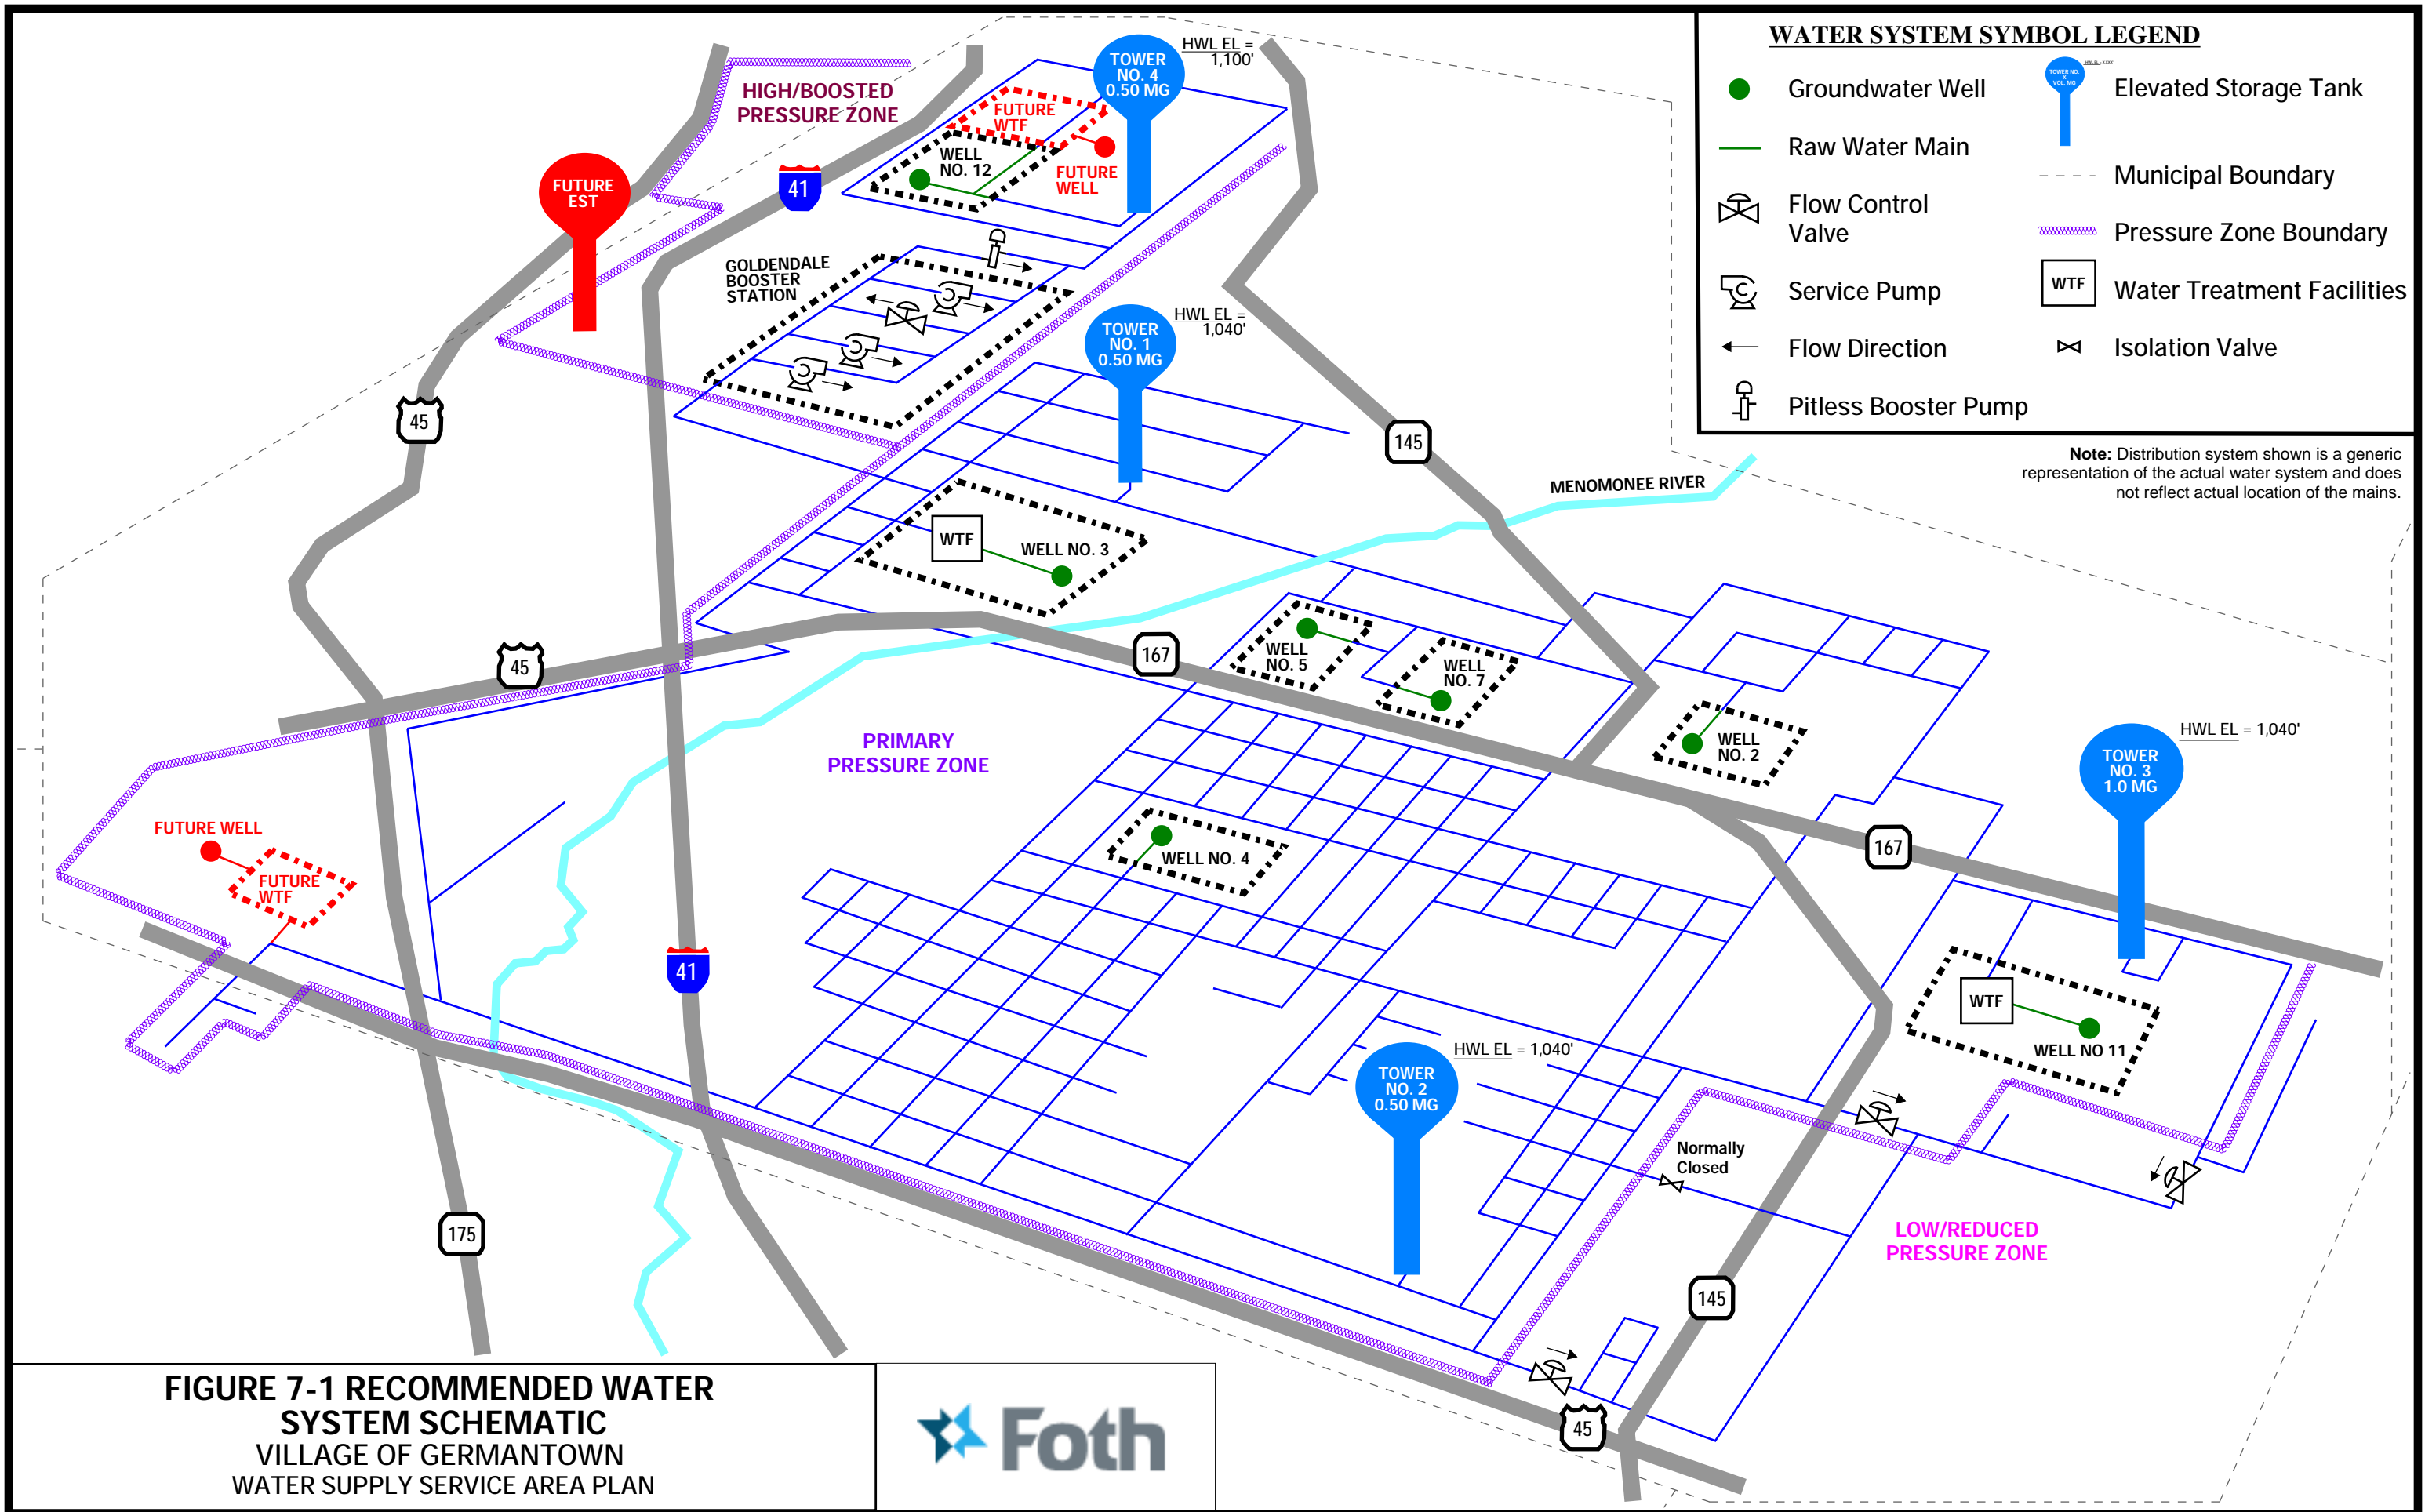 WATER SYSTEM SYMBOL LEGEND
Groundwater Well
Raw Water Main
Flow Control
Valve
Service Pump
Flow Direction
Pitless Booster Pump
TOWER NO.
X
VOL. MG
Elevated Storage Tank
Municipal Boundary
Pressure Zone Boundary
WTF
Water Treatment Facilities
Isolation Valve
Note: Distribution system shown is a generic
representation of the actual water system and does
not reflect actual location of the mains.
HIGH/BOOSTED
PRESSURE ZONE
TOWER
NO. 4
0.50 MG
HWL EL =
1,100'
FUTURE
WTF
WELL
NO. 12
FUTURE
WELL
41
FUTURE
EST
GOLDENDALE
BOOSTER
STATION
TOWER
NO. 1
0.50 MG
HWL EL =
1,040'
45
145
MENOMONEE RIVER
WTF
WELL NO. 3
45
167
WELL
NO. 5
WELL
NO. 7
WELL
NO. 2
PRIMARY
PRESSURE ZONE
TOWER
NO. 3
1.0 MG
HWL EL = 1,040'
FUTURE WELL
FUTURE
WTF
WELL NO. 4
167
41
WTF
WELL NO 11
TOWER
NO. 2
0.50 MG
HWL EL = 1,040'
Normally
Closed
175
LOW/REDUCED
PRESSURE ZONE
145
45
FIGURE 7-1 RECOMMENDED WATER
SYSTEM SCHEMATIC
VILLAGE OF GERMANTOWN
WATER SUPPLY SERVICE AREA PLAN
Foth